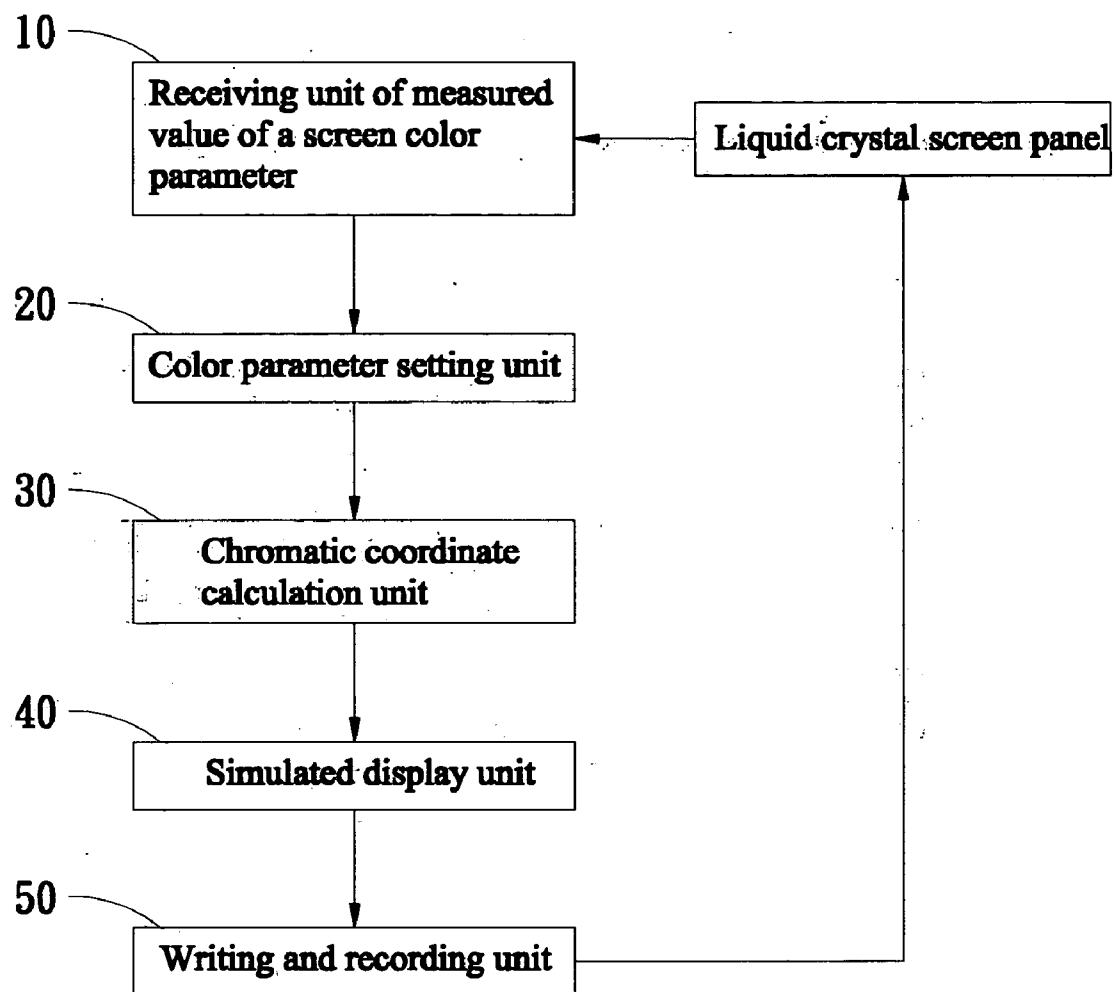 10
Receiving unit of measured
value of a screen color
parameter
Liquid crystal screen panel
20
Color parameter setting unit
30
Chromatic coordinate
calculation unit
40
Simulated display unit
50
Writing and recording unit